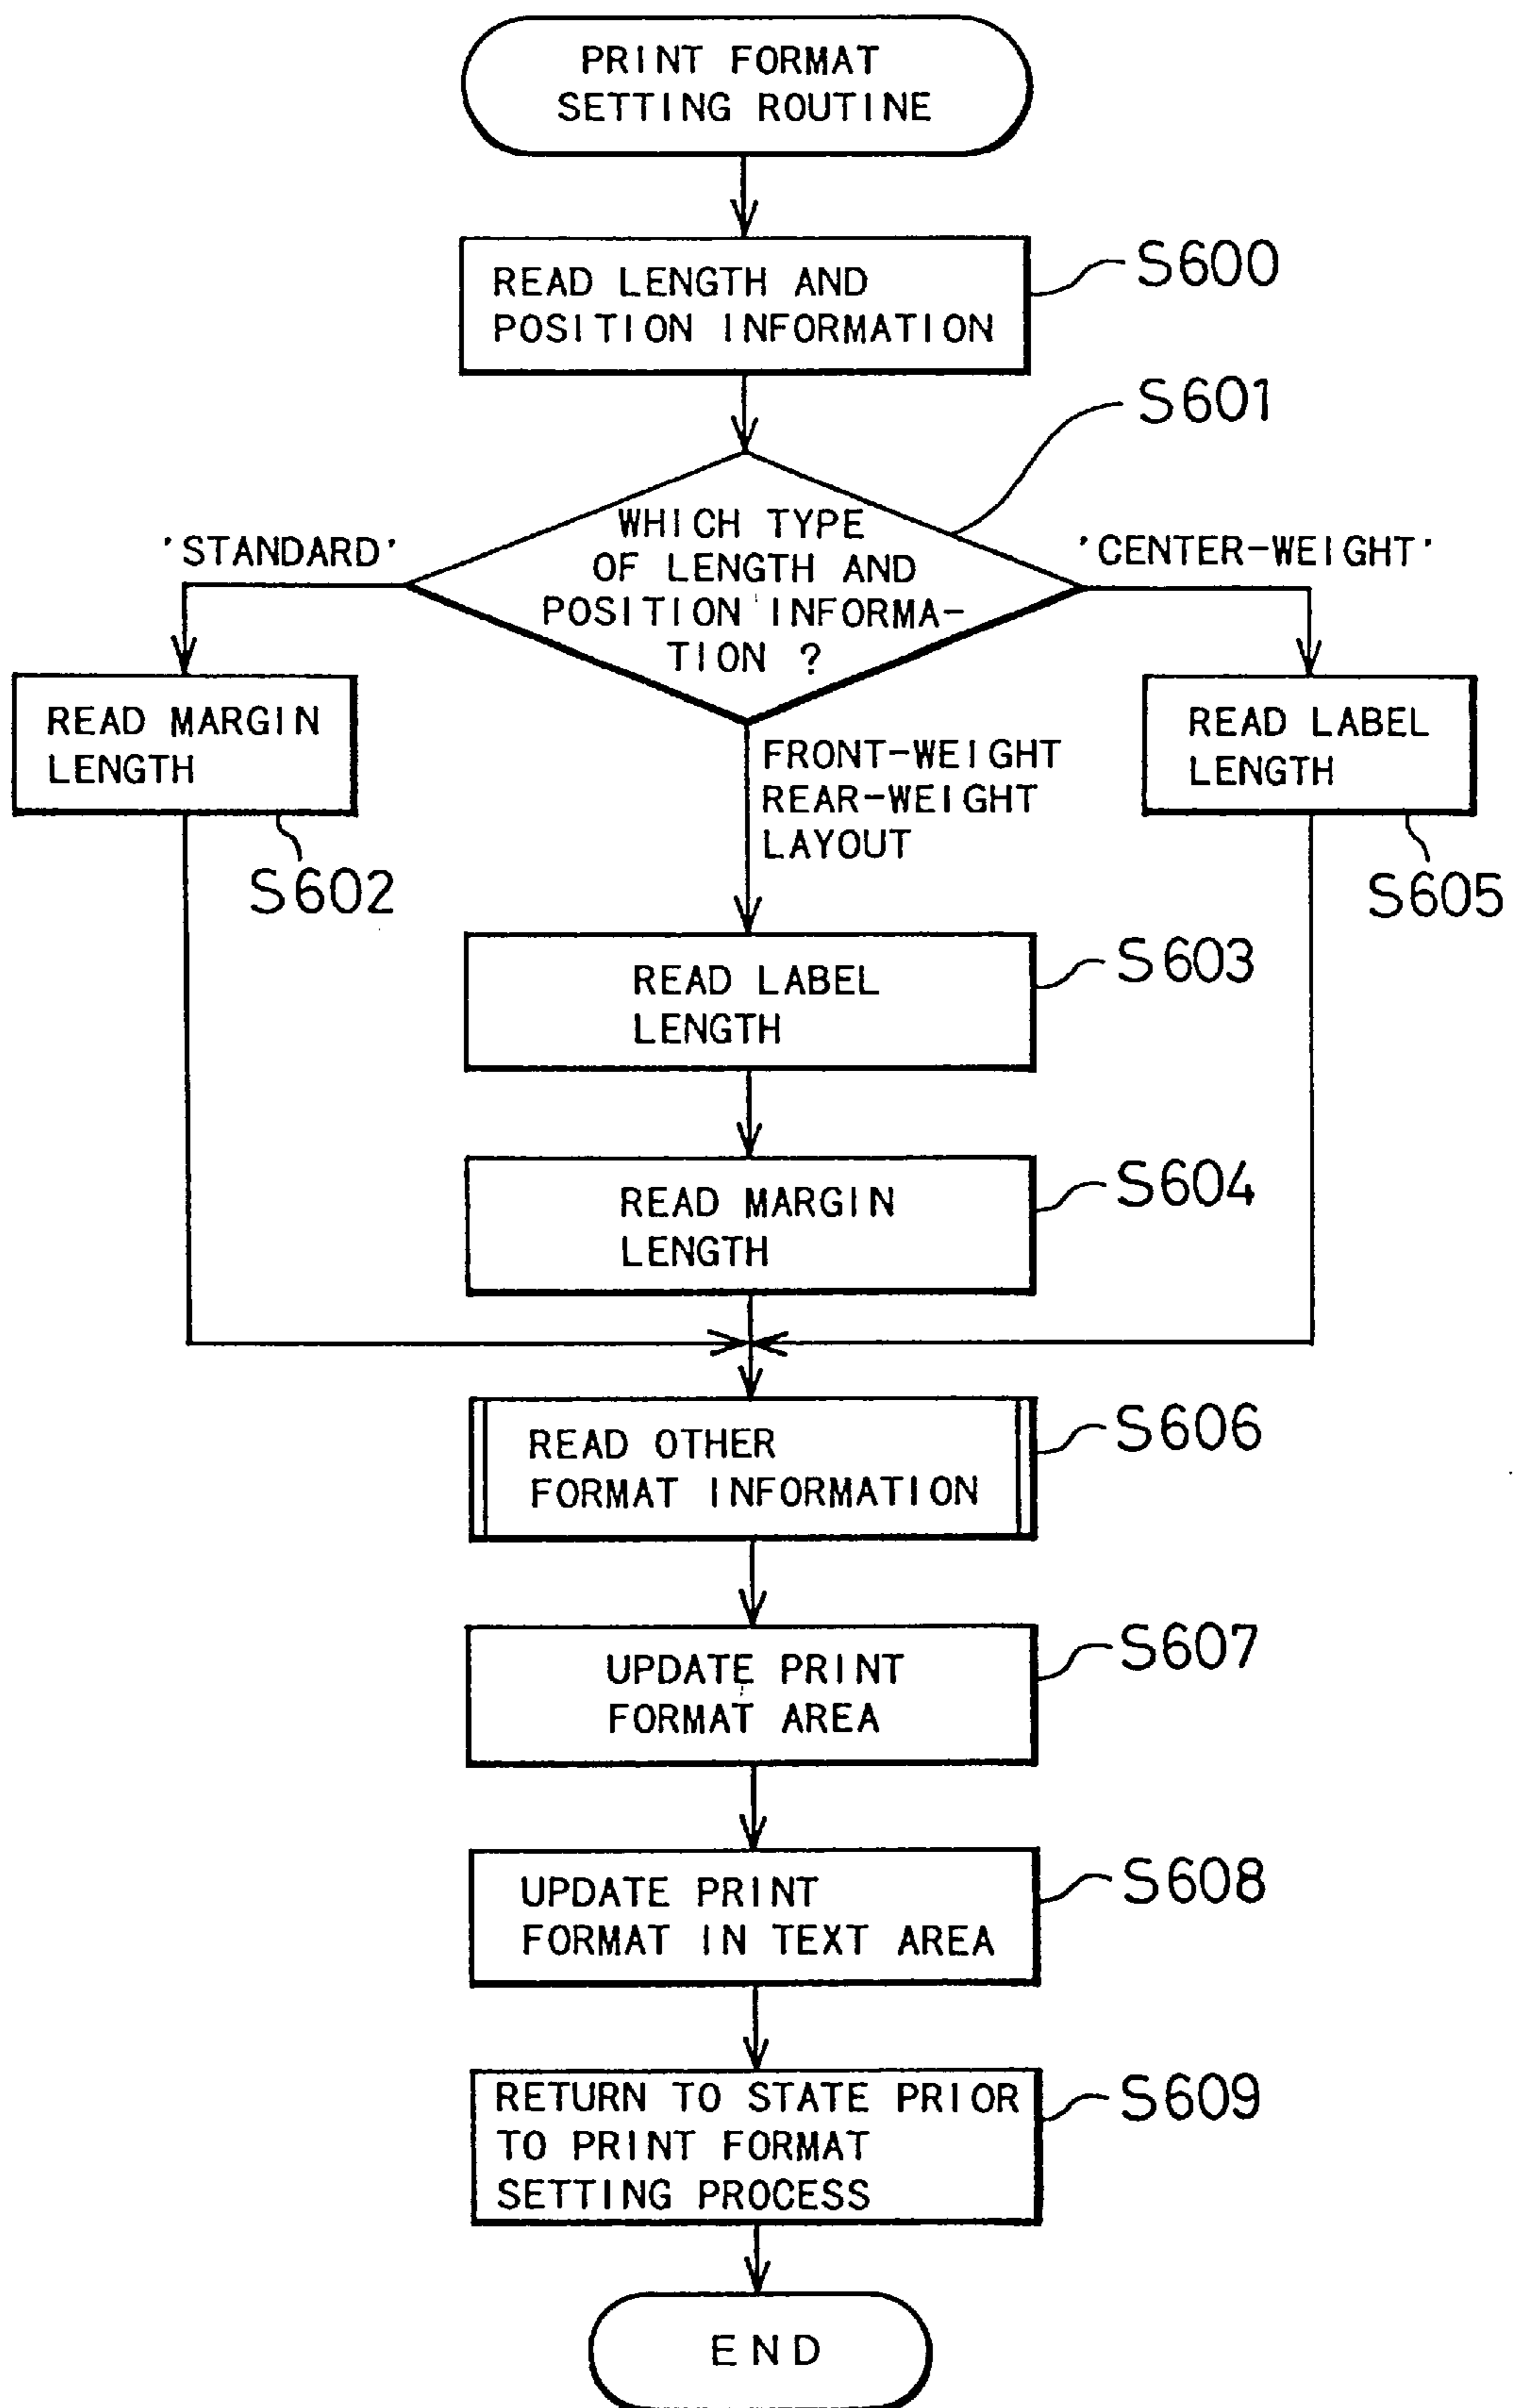 PRINT FORMAT
SETTING ROUTINE
READ LENGTH AND
POSITION INFORMATION
S600
S601
WHICH TYPE
OF LENGTH AND
POSITION INFORMA-
TION ?
'STANDARD'
'CENTER-WEIGHT'
READ MARGIN
LENGTH
S602
FRONT-WEIGHT
REAR-WEIGHT
LAYOUT
READ LABEL
LENGTH
S605
READ LABEL
LENGTH
S603
READ MARGIN
LENGTH
S604
READ OTHER
FORMAT INFORMATION
S606
UPDATE PRINT
FORMAT AREA
S607
UPDATE PRINT
FORMAT IN TEXT AREA
S608
RETURN TO STATE PRIOR
TO PRINT FORMAT
SETTING PROCESS
S609
END